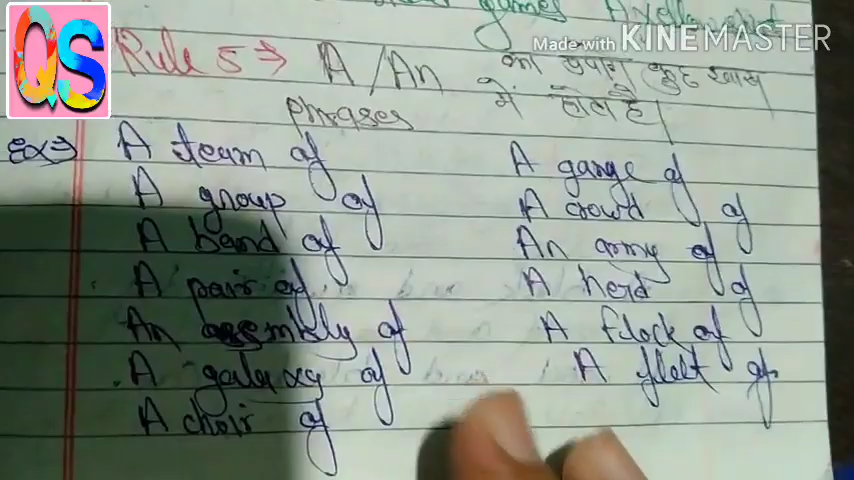 games A yellow
QS
Made with KINEMASTER
Rule 5 ⇒ A/An का उपयोग कुछ खास
phrases में होता है।
Ex ⇒ A team of A gange of
A group of A crowd of
A band of An army of
A pair of A herd of
An assembly of A flock of
A galaxy of A fleet of
A choir of